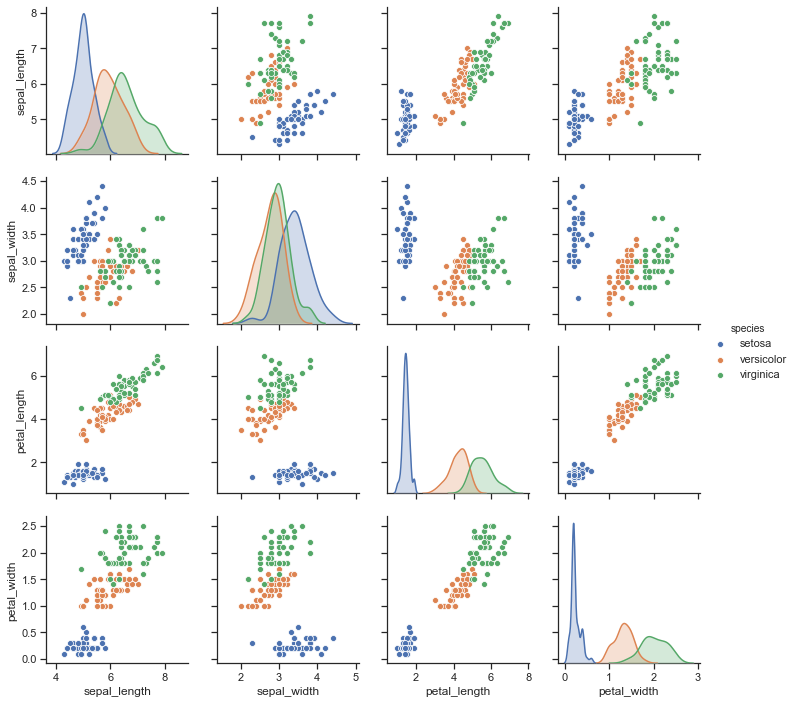 8
7
6
5
sepal_length
4.5
4.0
3.5
3.0
2.5
2.0
sepal_width
species
setosa
versicolor
virginica
6
4
2
petal_length
2.5
2.0
1.5
1.0
0.5
0.0
petal_width
4 6 8
sepal_length
2 3 4 5
sepal_width
2 4 6 8
petal_length
0 1 2 3
petal_width